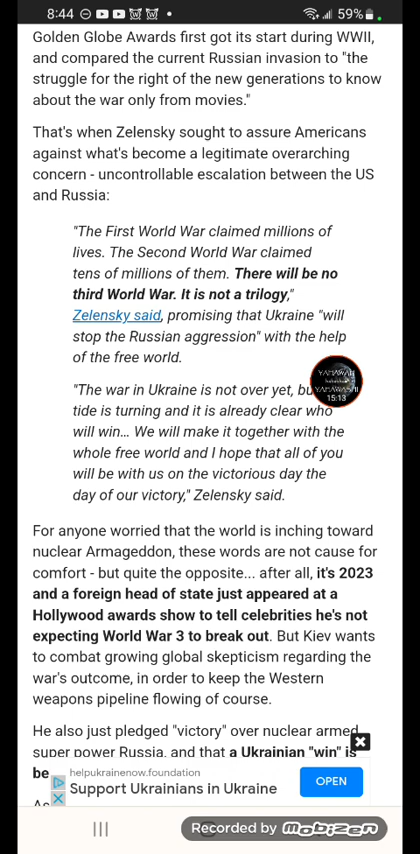 8:44
59%
Golden Globe Awards first got its start during WWII,
and compared the current Russian invasion to "the
struggle for the right of the new generations to know
about the war only from movies."
That's when Zelensky sought to assure Americans
against what's become a legitimate overarching
concern - uncontrollable escalation between the US
and Russia:
"The First World War claimed millions of
lives. The Second World War claimed
tens of millions of them. There will be no
third World War. It is not a trilogy,"
Zelensky said, promising that Ukraine "will
stop the Russian aggression" with the help
of the free world.
"The war in Ukraine is not over yet, bu
tide is turning and it is already clear who
will win... We will make it together with the
whole free world and I hope that all of you
will be with us on the victorious day the
day of our victory," Zelensky said.
15:13
For anyone worried that the world is inching toward
nuclear Armageddon, these words are not cause for
comfort - but quite the opposite... after all, it's 2023
and a foreign head of state just appeared at a
Hollywood awards show to tell celebrities he's not
expecting World War 3 to break out. But Kiev wants
to combat growing global skepticism regarding the
war's outcome, in order to keep the Western
weapons pipeline flowing of course.
He also just pledged "victory" over nuclear armed
super power Russia, and that a Ukrainian "win" is
be
helpukrainenow.foundation
Support Ukrainians in Ukraine
OPEN
Recorded by mobizen